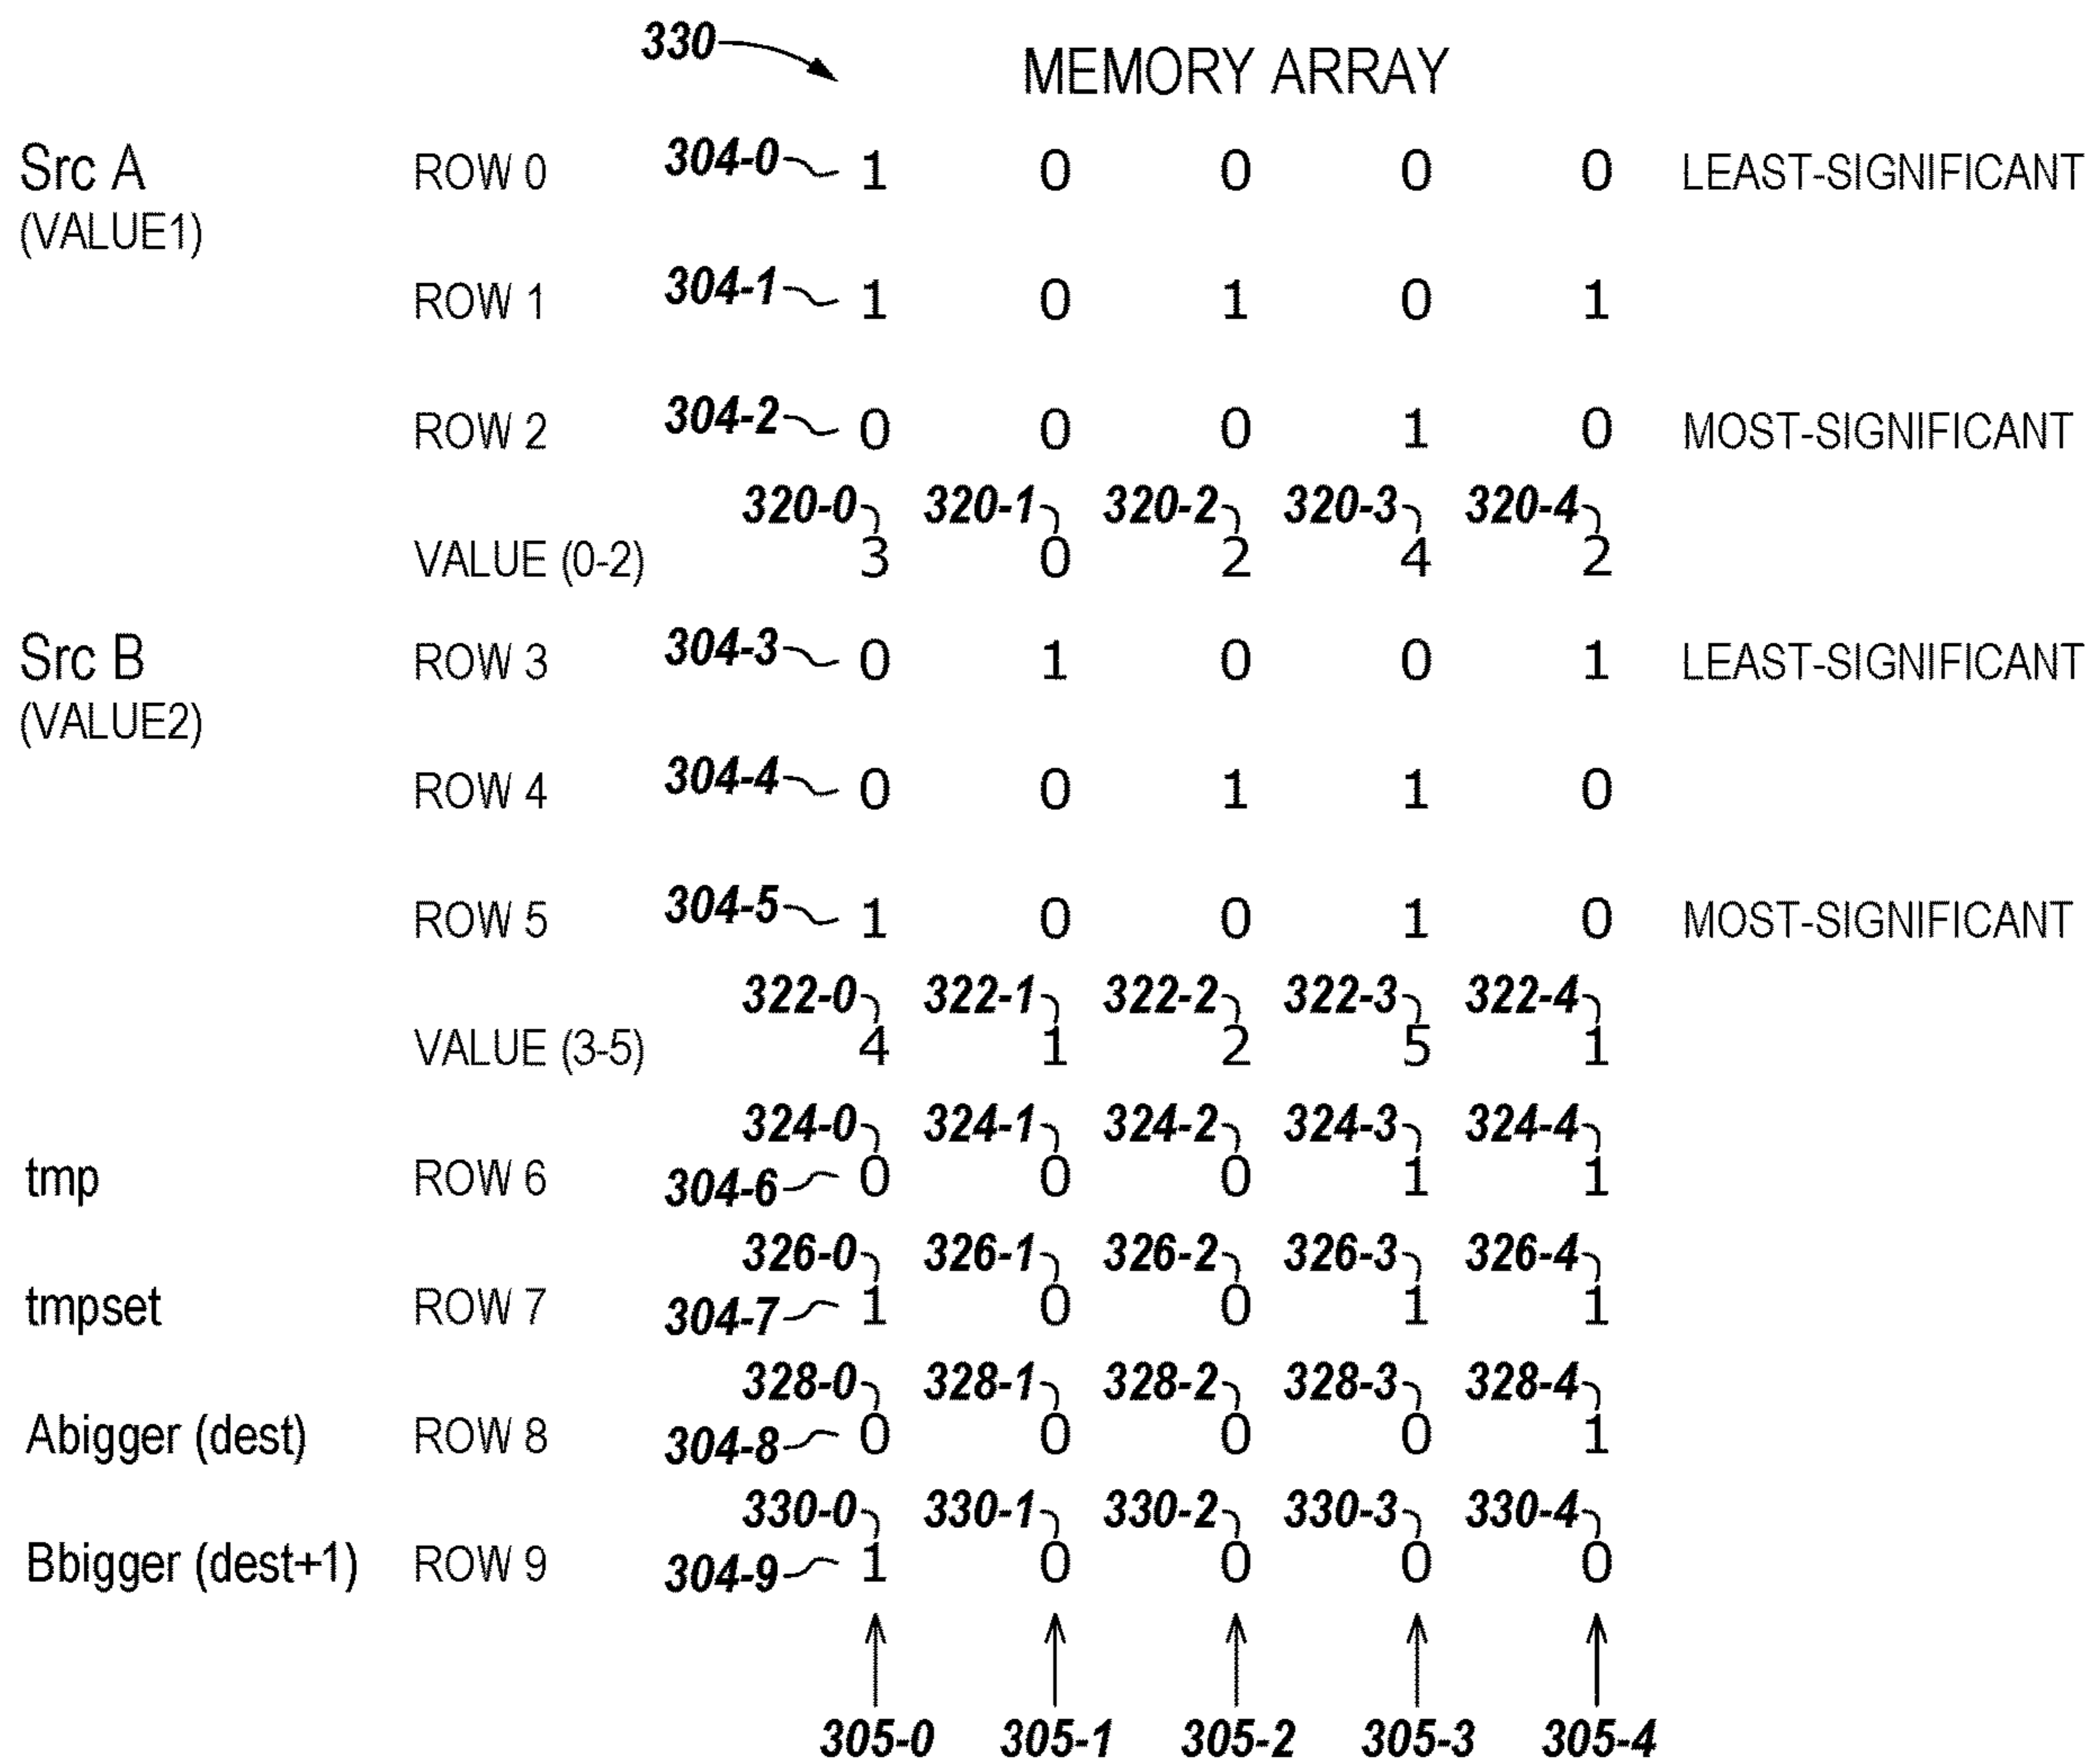 330 MEMORY ARRAY
Src A ROW 0 304-0 1 0 0 0 0 LEAST-SIGNIFICANT
(VALUE1)
ROW 1 304-1 1 0 1 0 1
ROW 2 304-2 0 0 0 1 0 MOST-SIGNIFICANT
320-0 320-1 320-2 320-3 320-4
VALUE (0-2) 3 0 2 4 2
Src B ROW 3 304-3 0 1 0 0 1 LEAST-SIGNIFICANT
(VALUE2)
ROW 4 304-4 0 0 1 1 0
ROW 5 304-5 1 0 0 1 0 MOST-SIGNIFICANT
322-0 322-1 322-2 322-3 322-4
VALUE (3-5) 4 1 2 5 1
324-0 324-1 324-2 324-3 324-4
tmp ROW 6 304-6 0 0 0 1 1
326-0 326-1 326-2 326-3 326-4
tmpset ROW 7 304-7 1 0 0 1 1
328-0 328-1 328-2 328-3 328-4
Abigger (dest) ROW 8 304-8 0 0 0 0 1
330-0 330-1 330-2 330-3 330-4
Bbigger (dest+1) ROW 9 304-9 1 0 0 0 0
305-0 305-1 305-2 305-3 305-4